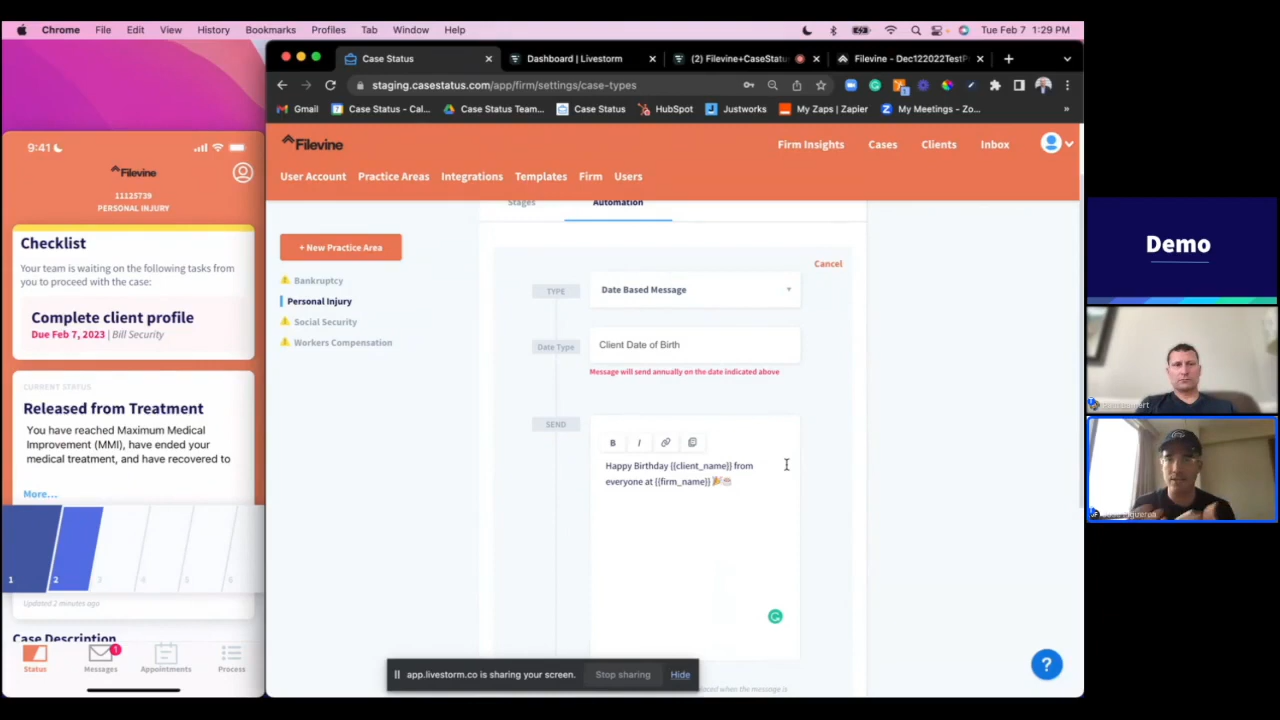 Chrome File Edit View History Bookmarks Profiles Tab Window Help
Tue Feb 7 1:29 PM
Case Status
Dashboard | Livestorm
(2) Filevine+CaseStatu
Filevine - Dec122022TestP
staging.casestatus.com/app/firm/settings/case-types
Gmail
Case Status - Cal...
Case Status Team...
Case Status
HubSpot
Justworks
My Zaps | Zapier
My Meetings - Zo...
»
Filevine
Firm Insights Cases Clients Inbox
User Account Practice Areas Integrations Templates Firm Users
Stages Automation
+ New Practice Area
Bankruptcy
Personal Injury
Social Security
Workers Compensation
Cancel
TYPE
Date Based Message
Date Type
Client Date of Birth
Message will send annually on the date indicated above
SEND
B I
Happy Birthday {{client_name}} from
everyone at {{firm_name}} 🎉🎂
app.livestorm.co is sharing your screen.
Stop sharing
Hide
when the message is
?
9:41
Filevine
11125739
PERSONAL INJURY
Checklist
Your team is waiting on the following tasks from
you to proceed with the case:
Complete client profile
Due Feb 7, 2023 | Bill Security
CURRENT STATUS
Released from Treatment
You have reached Maximum Medical
Improvement (MMI), have ended your
medical treatment, and have recovered to
More...
1 2 3 4 5 6
Updated 2 minutes ago
Case Description
1
Status Messages Appointments Process
Demo